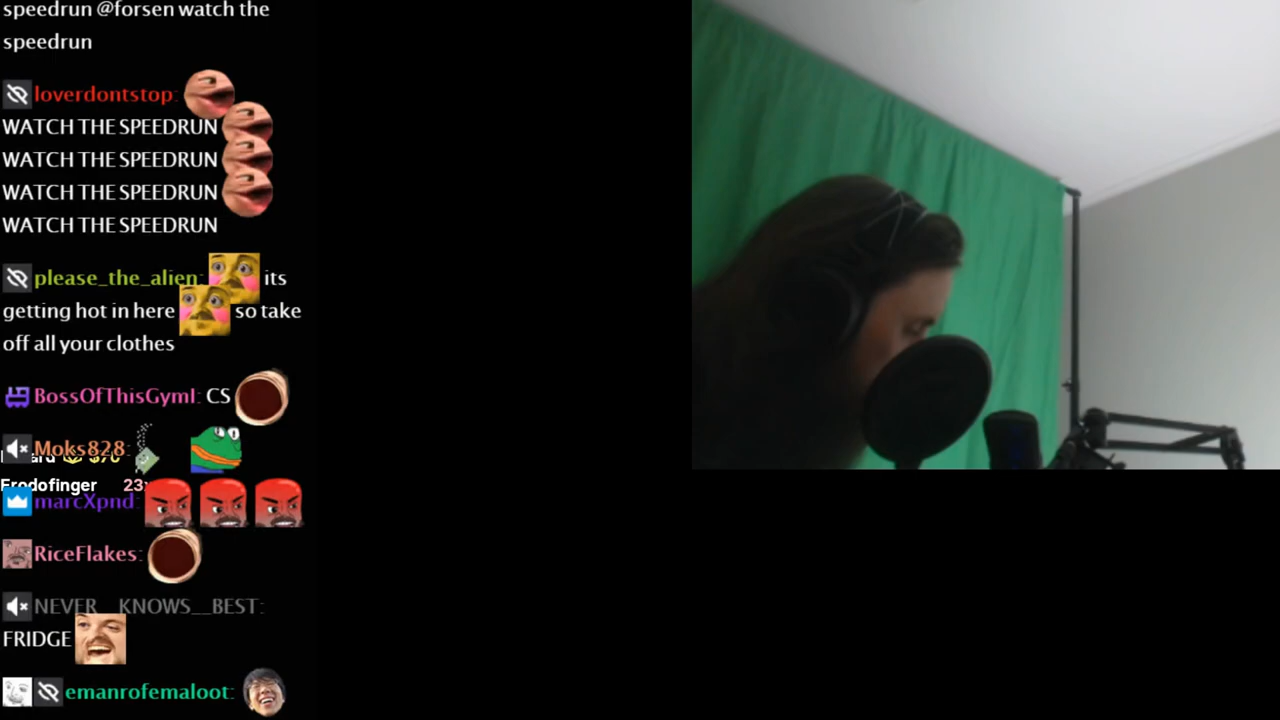 speedrun @forsen watch the
speedrun
loverdontstop:
WATCH THE SPEEDRUN
WATCH THE SPEEDRUN
WATCH THE SPEEDRUN
WATCH THE SPEEDRUN
please_the_alien: its
getting hot in here so take
off all your clothes
BossOfThisGymI: CS
Moks828:
Frodofinger 23
marcXpnd:
RiceFlakes:
NEVER__KNOWS__BEST:
FRIDGE
emanrofemaloot: